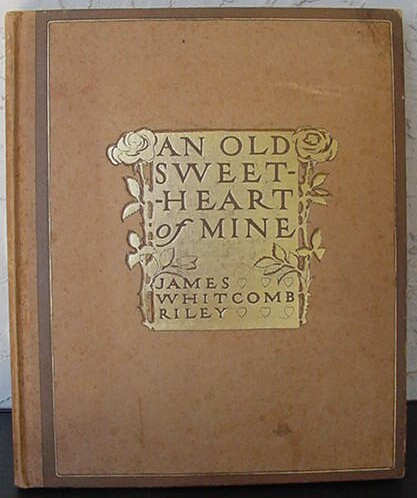 AN OLD
SWEET-
-HEART
of MINE
JAMES
WHITCOMB
RILEY